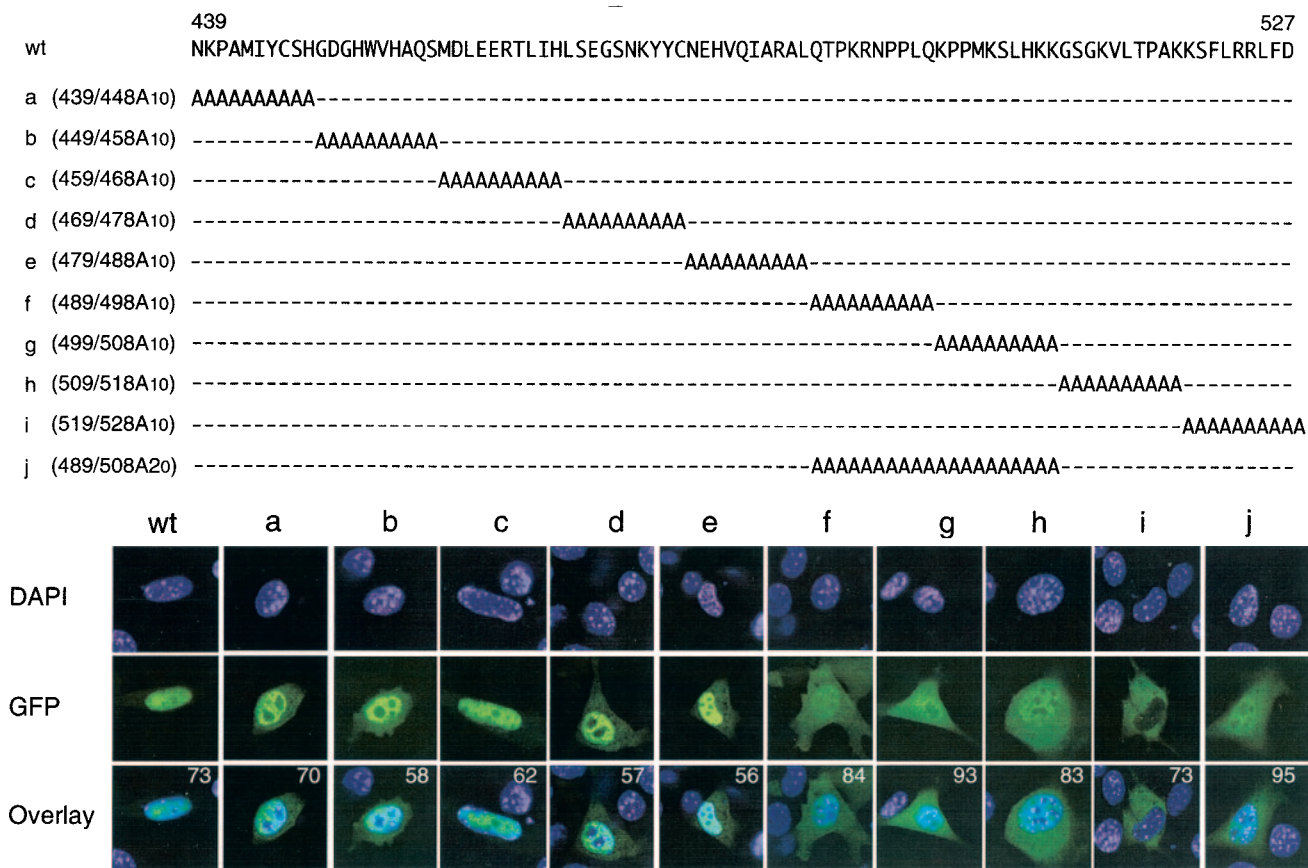 439 527
wt NKPAMIYCSHGDGHWVHAQSMDLEERTLIHLSEGSNKYYCNEHVQIARALQTPKRNPPLQKPPMKSLHKKGSGKVLTPAKKSFLRRLFD
a (439/448A10) AAAAAAAAAA-------------------------------------------------------------------------------
b (449/458A10) ----------AAAAAAAAAA---------------------------------------------------------------------
c (459/468A10) --------------------AAAAAAAAAA-----------------------------------------------------------
d (469/478A10) ------------------------------AAAAAAAAAA-------------------------------------------------
e (479/488A10) ----------------------------------------AAAAAAAAAA---------------------------------------
f (489/498A10) --------------------------------------------------AAAAAAAAAA-----------------------------
g (499/508A10) ------------------------------------------------------------AAAAAAAAAA-------------------
h (509/518A10) ----------------------------------------------------------------------AAAAAAAAAA---------
i (519/528A10) --------------------------------------------------------------------------------AAAAAAAAAA
j (489/508A20) --------------------------------------------------AAAAAAAAAAAAAAAAAAAA-------------------
wt a b c d e f g h i j
DAPI
GFP
Overlay 73 70 58 62 57 56 84 93 83 73 95